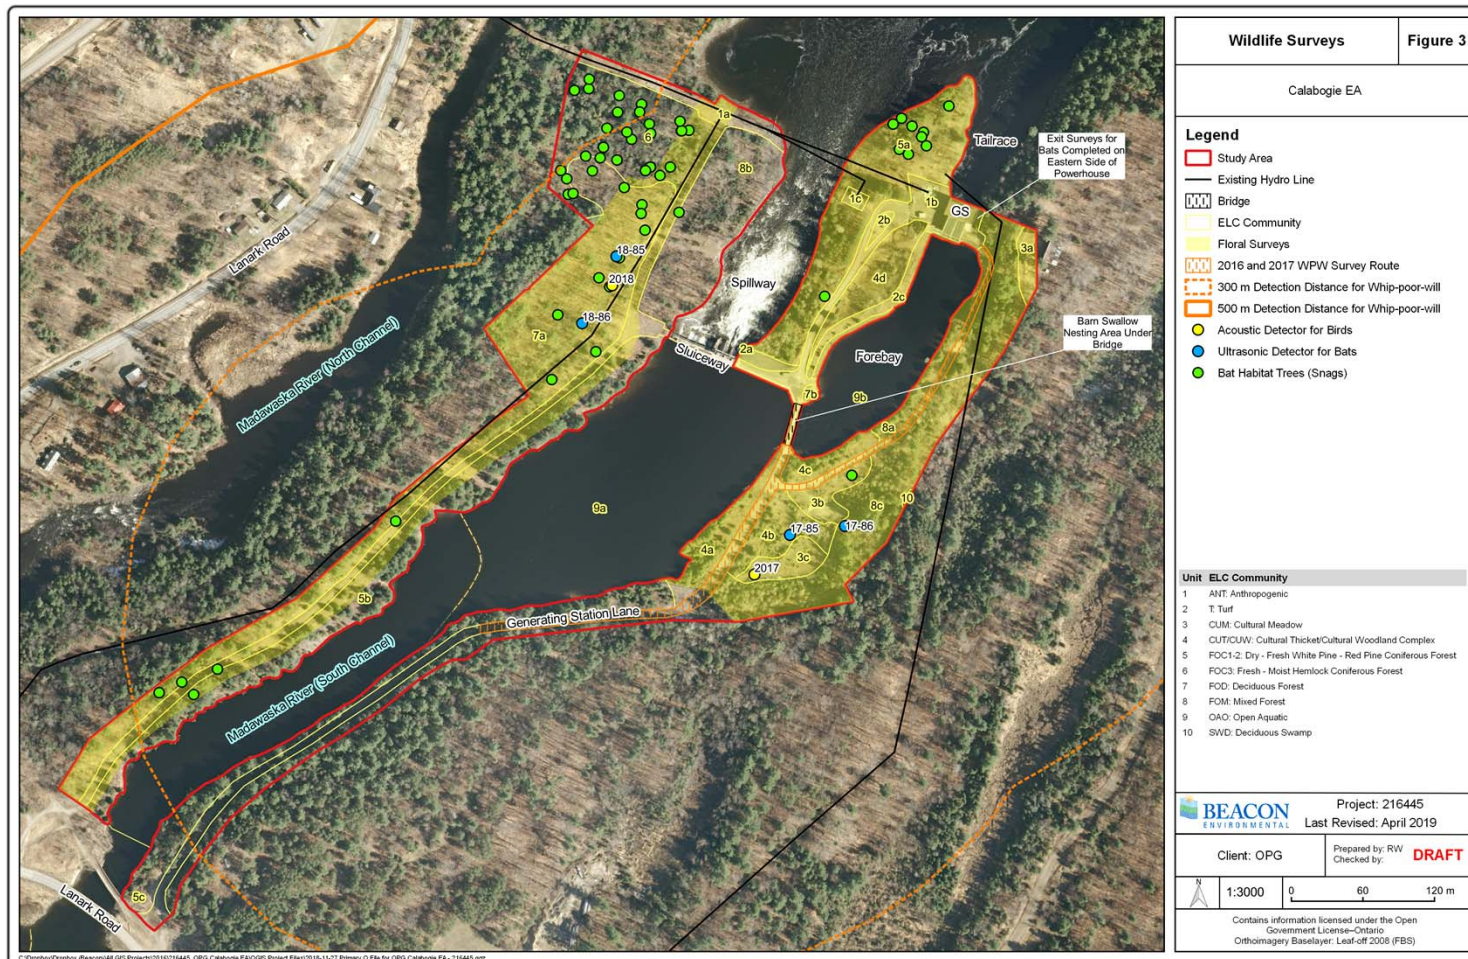 Wildlife Surveys
Figure 3
Calabogie EA
Legend
Study Area
Existing Hydro Line
Bridge
ELC Community
Floral Surveys
2016 and 2017 WPW Survey Route
300 m Detection Distance for Whip-poor-will
500 m Detection Distance for Whip-poor-will
Acoustic Detector for Birds
Ultrasonic Detector for Bats
Bat Habitat Trees (Snags)
Unit ELC Community
1 ANT: Anthropogenic
2 T: Turf
3 CUM: Cultural Meadow
4 CUT/CUW: Cultural Thicket/Cultural Woodland Complex
5 FOC1-2: Dry - Fresh White Pine - Red Pine Coniferous Forest
6 FOC3: Fresh - Moist Hemlock Coniferous Forest
7 FOD: Deciduous Forest
8 FOM: Mixed Forest
9 OAO: Open Aquatic
10 SWD: Deciduous Swamp
BEACON
ENVIRONMENTAL
Project: 216445
Last Revised: April 2019
Client: OPG
Prepared by: RW
Checked by:
DRAFT
N
1:3000
0 60 120 m
Contains information licensed under the Open
Government License–Ontario
Orthoimagery Baselayer: Leaf-off 2008 (FBS)
1a
6
8b
5a
Tailrace
Exit Surveys for
Bats Completed on
Eastern Side of
Powerhouse
1c
1b
2b
GS
3a
18-85
2018
Spillway
4d
2c
18-86
7a
Barn Swallow
Nesting Area Under
Bridge
Sluiceway
2a
Forebay
7b
9b
8a
4c
10
3b
8c
9a
17-85
17-86
4b
4a
3c
2017
5b
Generating Station Lane
Lanark Road
Madawaska River (North Channel)
Madawaska River (South Channel)
5c
Lanark Road